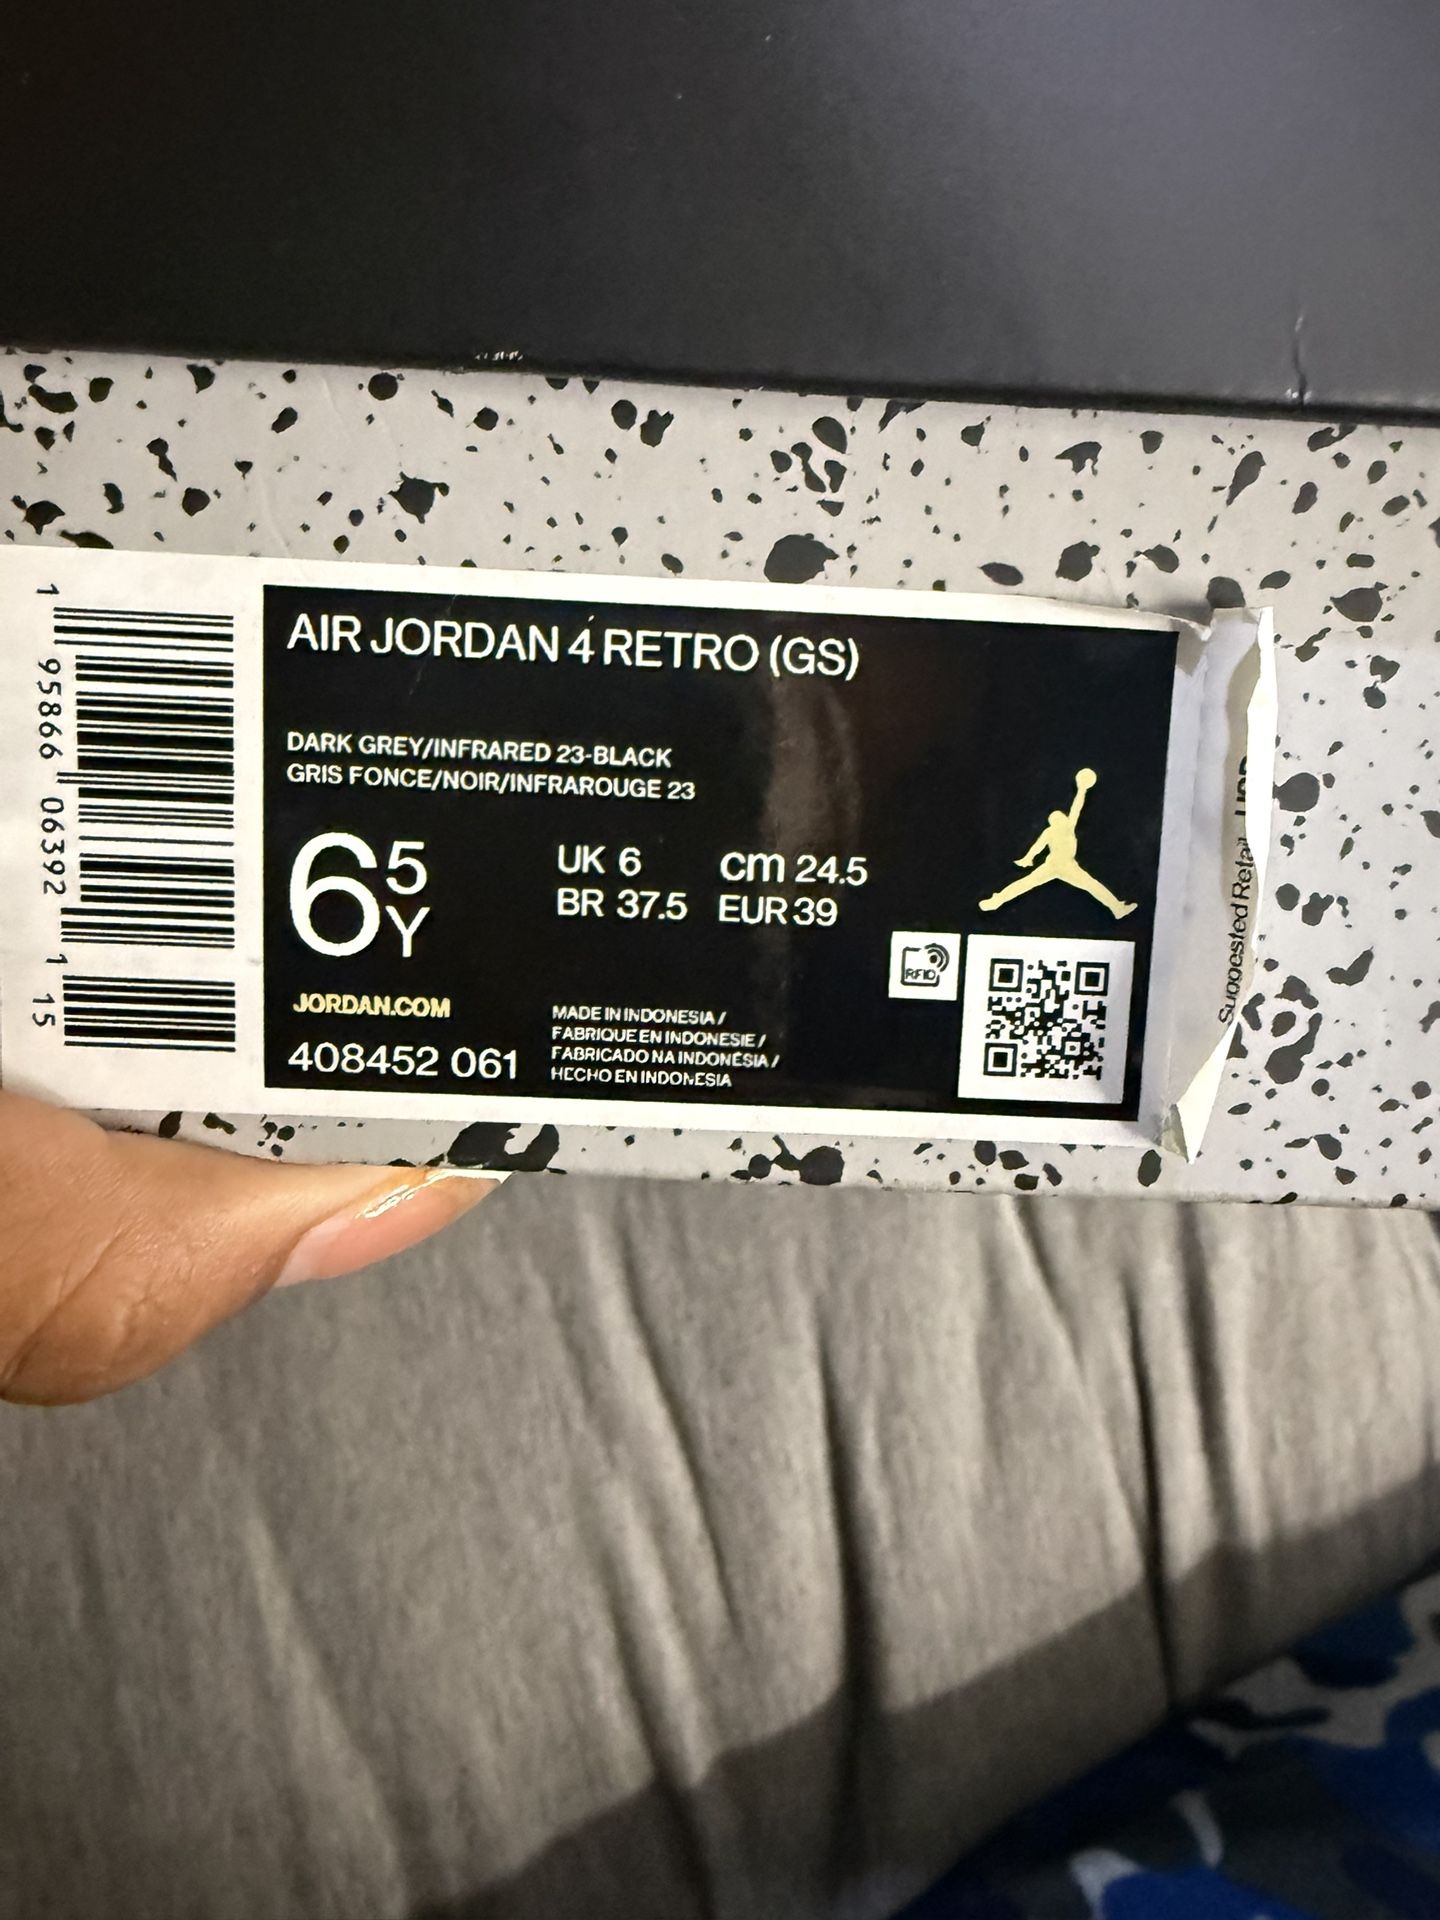 AIR JORDAN 4 RETRO (GS)
DARK GREY/INFRARED 23-BLACK
GRIS FONCE/NOIR/INFRAROUGE 23
6 5 Y
UK 6 cm 24.5
BR 37.5 EUR 39
JORDAN.COM
408452 061
MADE IN INDONESIA /
FABRIQUE EN INDONESIE /
FABRICADO NA INDONÉSIA /
HECHO EN INDONESIA
RFID
1 95866 06392 1 15
Suggested Retail